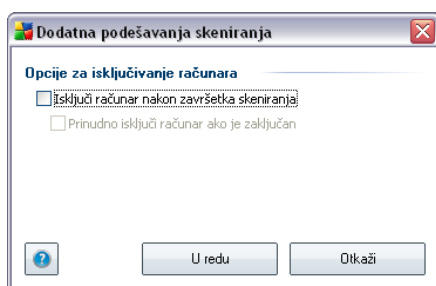 Dodatna podešavanja skeniranja
Opcije za isključivanje računara
Isključi računar nakon završetka skeniranja
Prinudno isključi računar ako je zaključan
U redu
Otkaži